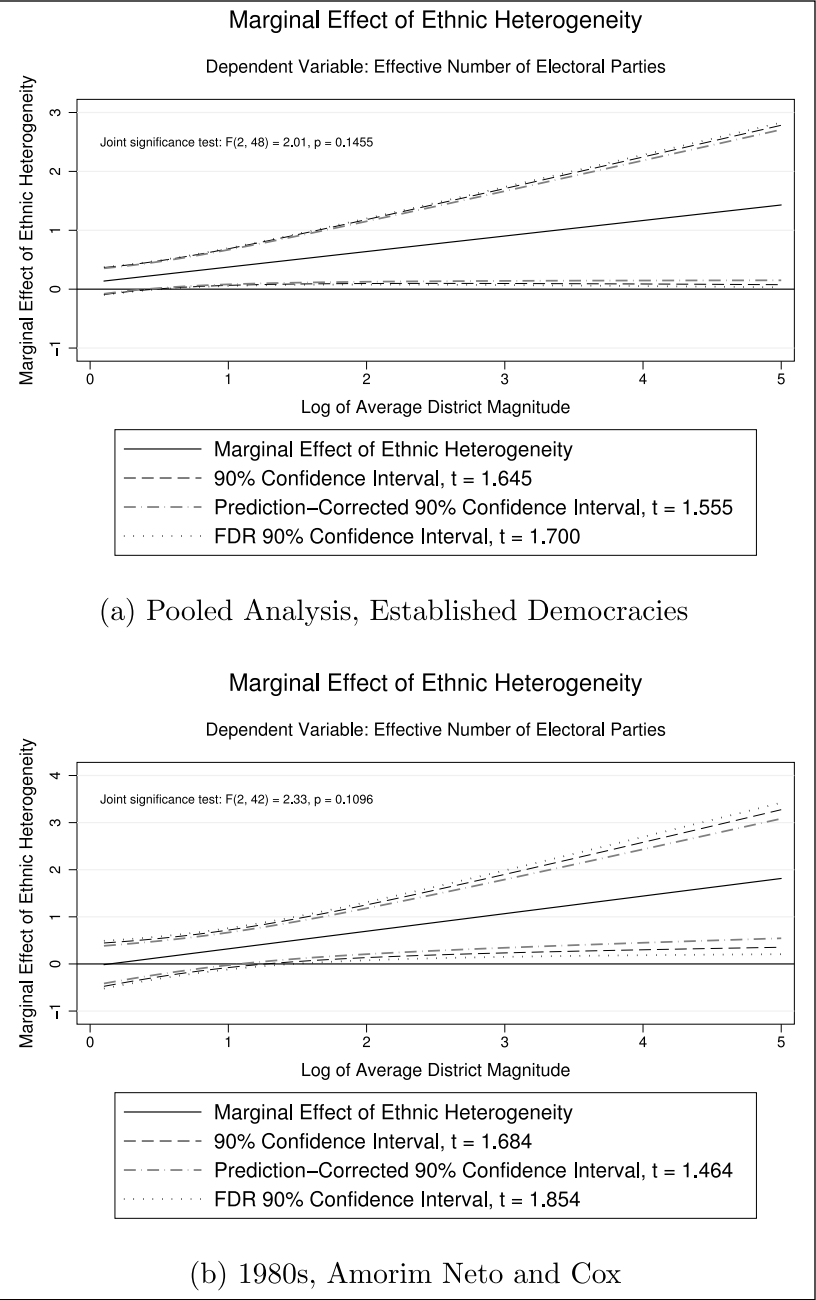 Marginal Effect of Ethnic Heterogeneity
Dependent Variable: Effective Number of Electoral Parties
Marginal Effect of Ethnic Heterogeneity
3
2
1
0
−1
Joint significance test: F(2, 48) = 2.01, p = 0.1455
0 1 2 3 4 5
Log of Average District Magnitude
Marginal Effect of Ethnic Heterogeneity
90% Confidence Interval, t = 1.645
Prediction−Corrected 90% Confidence Interval, t = 1.555
FDR 90% Confidence Interval, t = 1.700
(a) Pooled Analysis, Established Democracies
Marginal Effect of Ethnic Heterogeneity
Dependent Variable: Effective Number of Electoral Parties
Marginal Effect of Ethnic Heterogeneity
4
3
2
1
0
−1
Joint significance test: F(2, 42) = 2.33, p = 0.1096
0 1 2 3 4 5
Log of Average District Magnitude
Marginal Effect of Ethnic Heterogeneity
90% Confidence Interval, t = 1.684
Prediction−Corrected 90% Confidence Interval, t = 1.464
FDR 90% Confidence Interval, t = 1.854
(b) 1980s, Amorim Neto and Cox